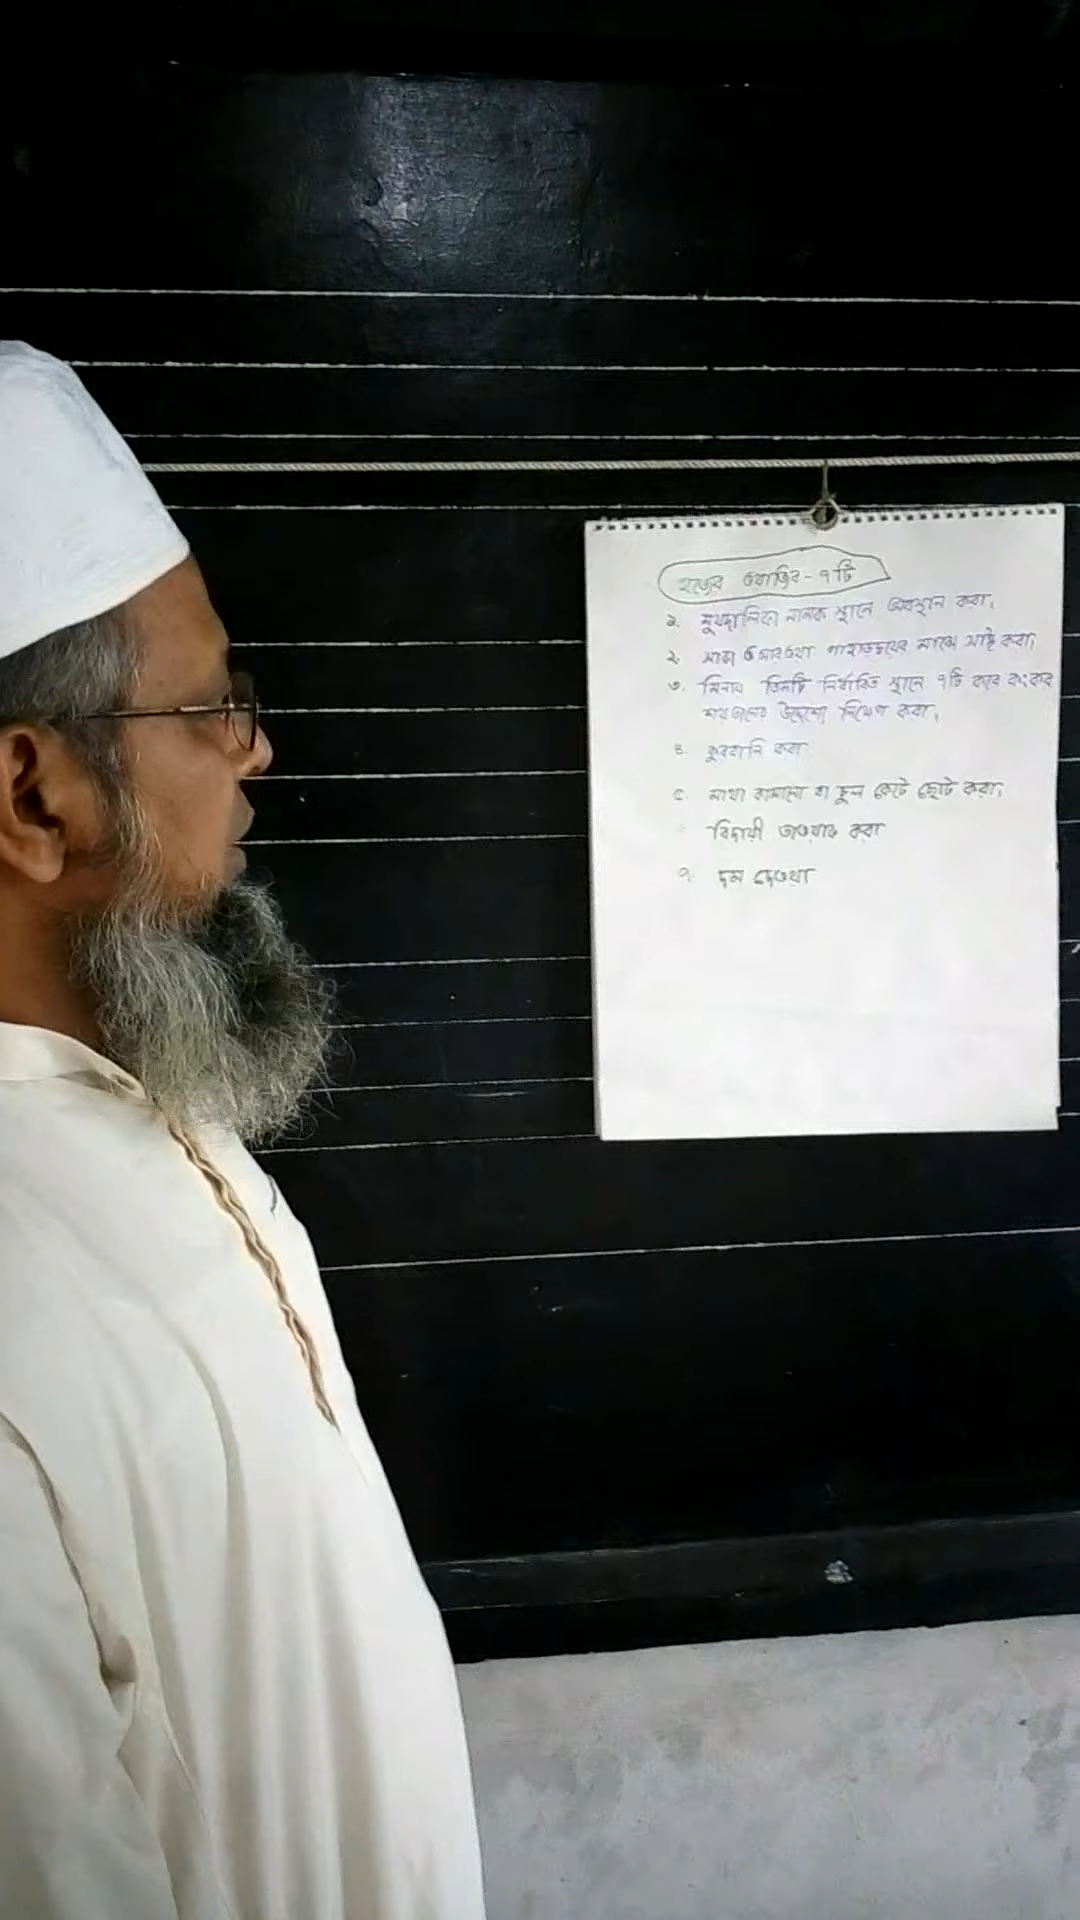 হজের ওয়াজিব - ৭টি
১. মুযদালিফা নামক স্থানে অবস্থান করা।
২. সাফা ও মারওয়া পাহাড়দ্বয়ের মাঝে সাঈ করা।
৩. মিনায় তিনটি নির্ধারিত স্থানে ৭টি করে কংকর
শয়তানের উদ্দেশ্যে নিক্ষেপ করা।
৪. কুরবানি করা
৫. মাথা কামানো বা চুল কেটে ছোট করা।
বিদায়ী তাওয়াফ করা
৭. দম দেওয়া